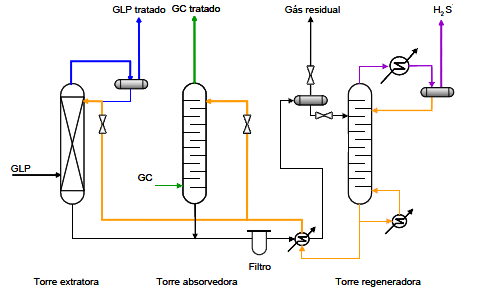 GLP tratado
GC tratado
Gás residual
H2S
GLP
GC
Filtro
Torre extratora
Torre absorvedora
Torre regeneradora